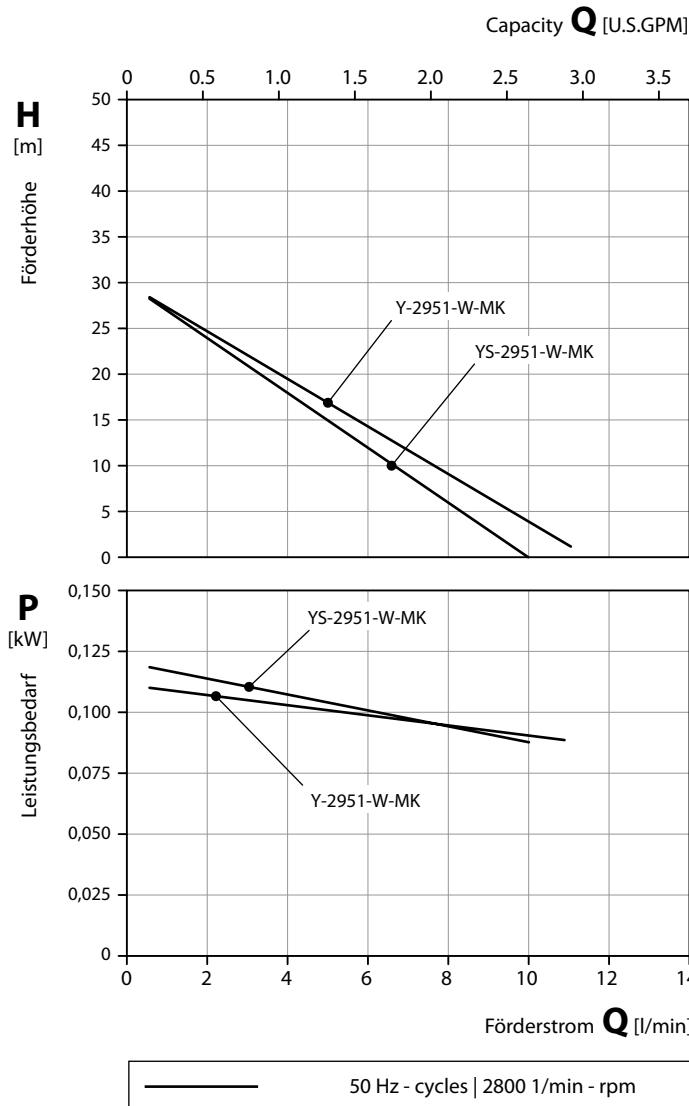 Capacity Q [U.S.GPM]
0 0.5 1.0 1.5 2.0 2.5 3.0 3.5
H
[m]
Förderhöhe
50
45
40
35
30
25
20
15
10
5
0
Y-2951-W-MK
YS-2951-W-MK
P
[kW]
Leistungsbedarf
0,150
0,125
0,100
0,075
0,050
0,025
0
YS-2951-W-MK
Y-2951-W-MK
0 2 4 6 8 10 12 14
Förderstrom Q [l/min]
50 Hz - cycles | 2800 1/min - rpm